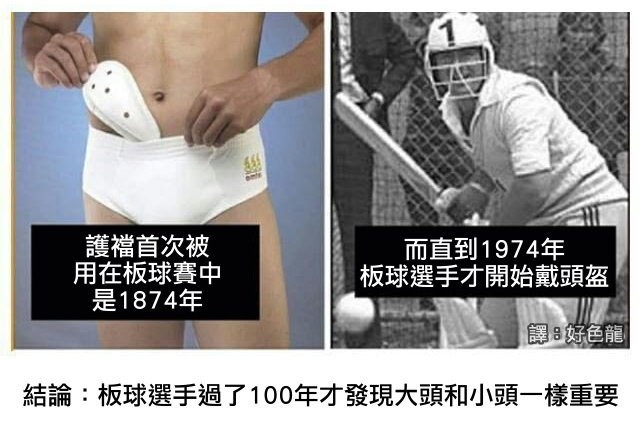 護襠首次被
用在板球賽中
是1874年
1
而直到1974年
板球選手才開始戴頭盔
譯：好色龍
結論：板球選手過了100年才發現大頭和小頭一樣重要